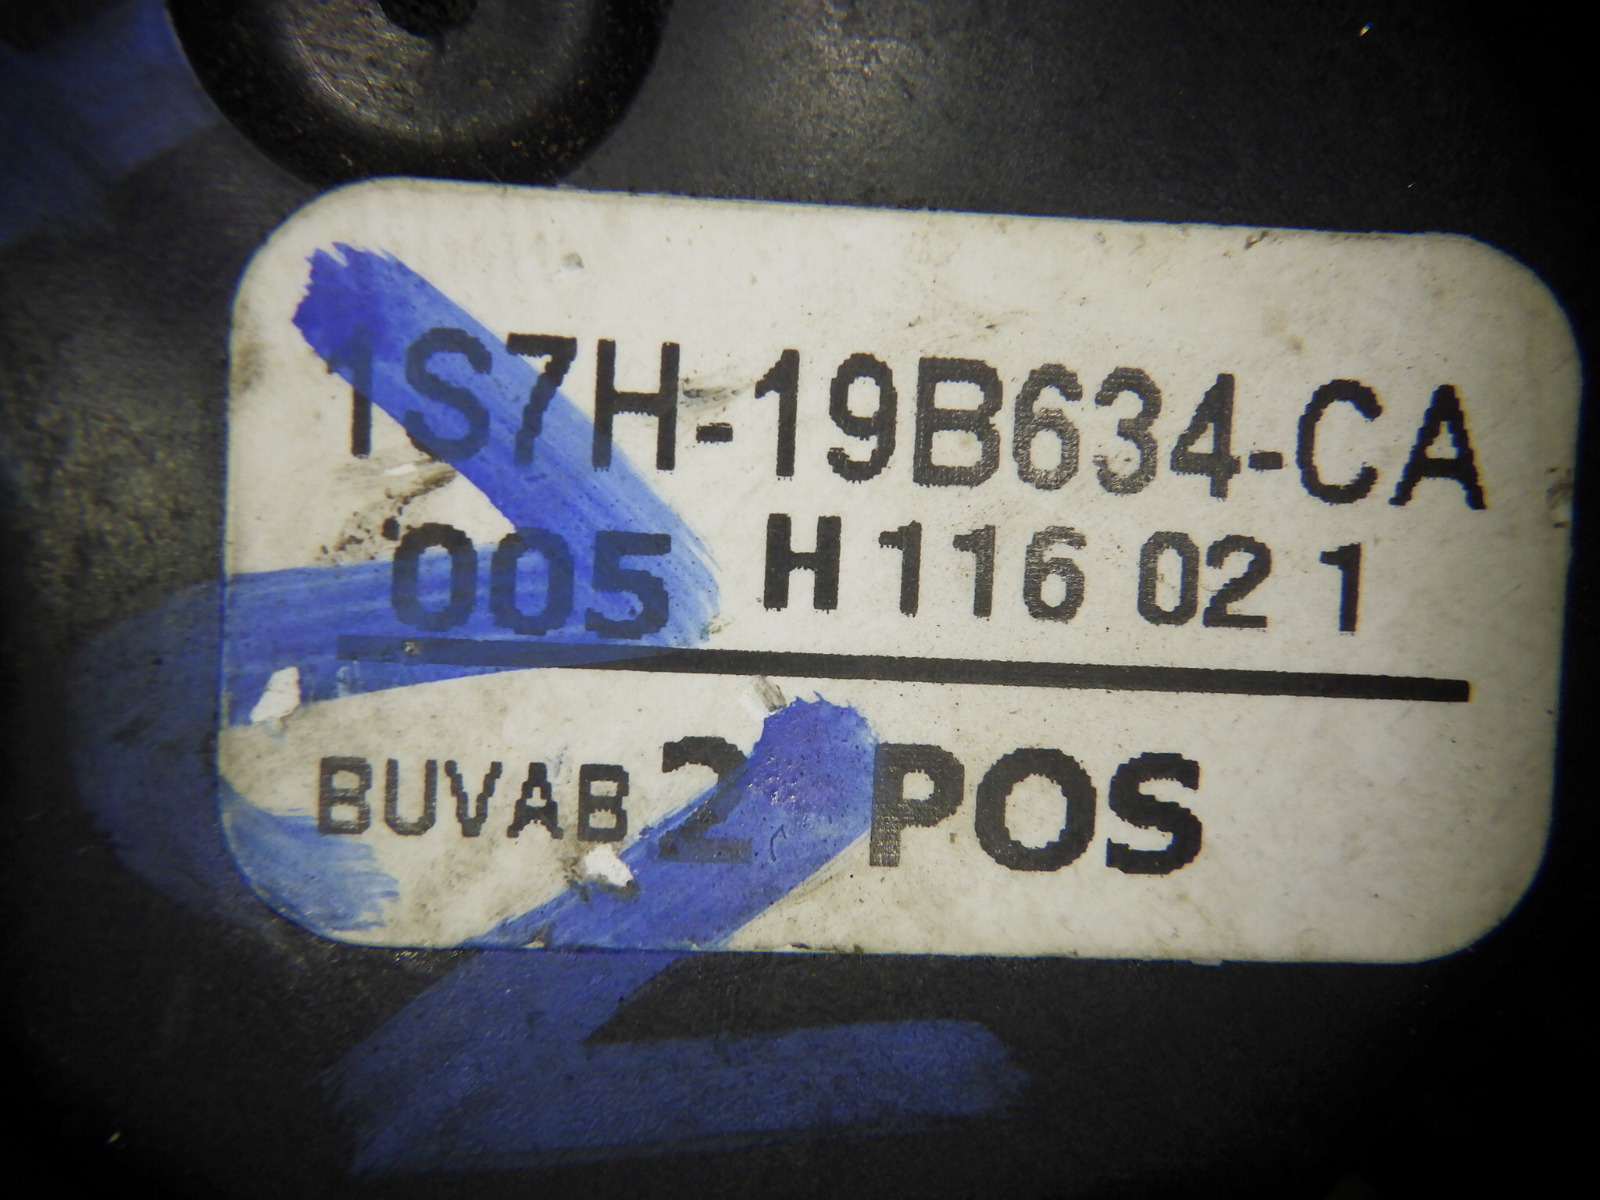 1S7H-19B634-CA
005 H 116 02 1
BUVAB 2 POS